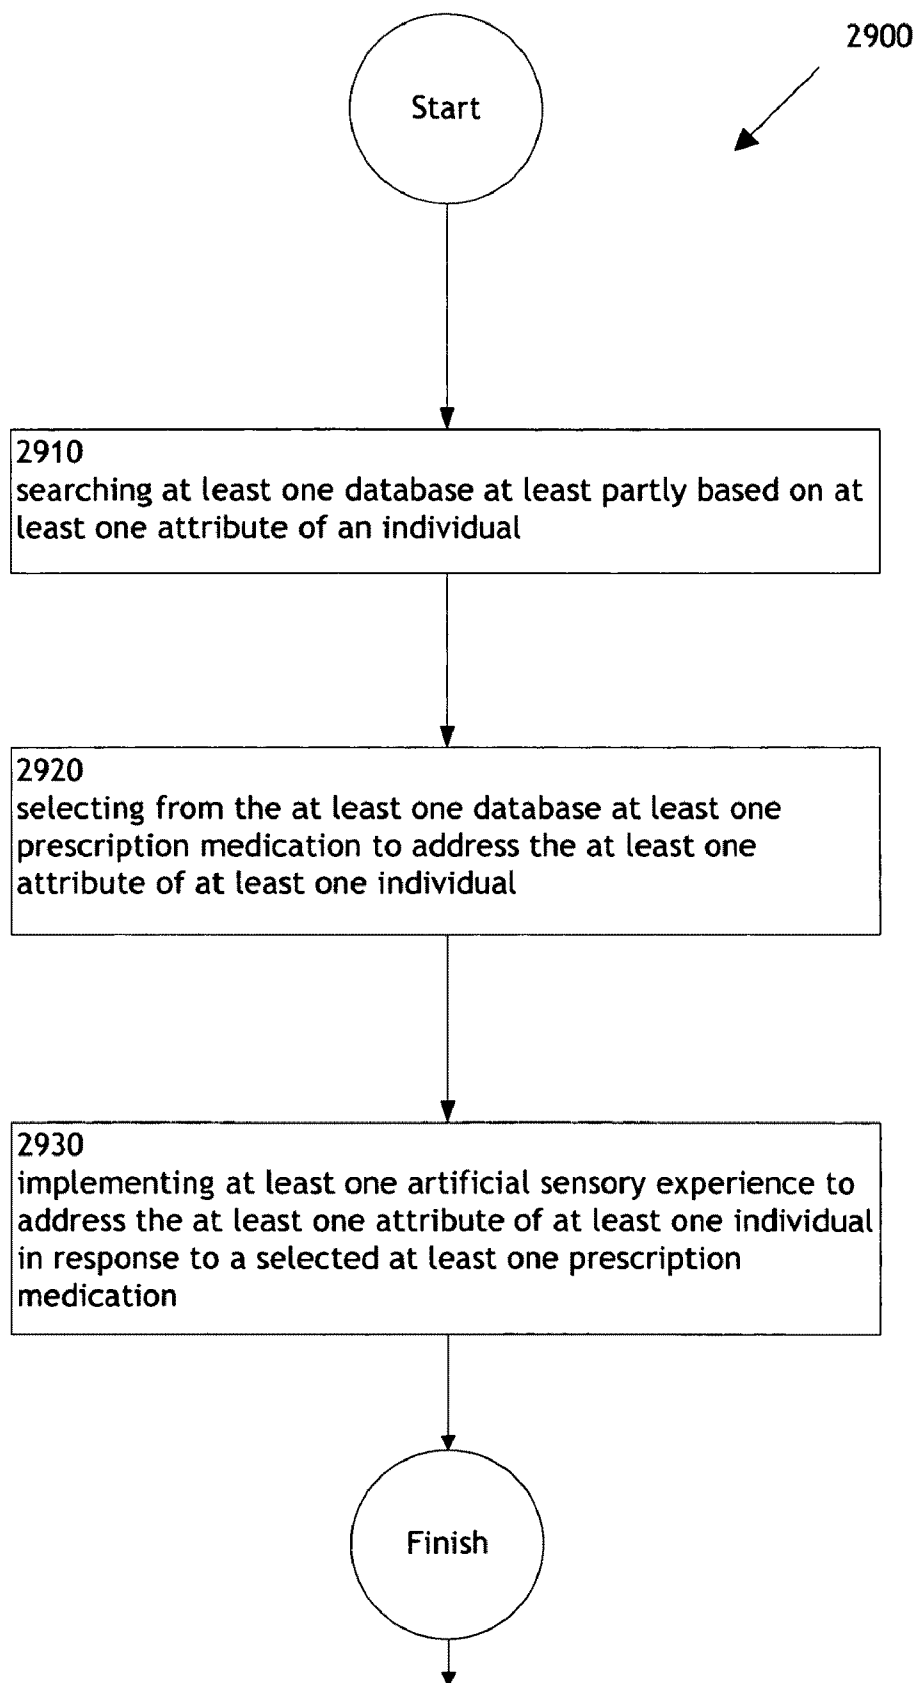 2900
Start
2910
searching at least one database at least partly based on at
least one attribute of an individual
2920
selecting from the at least one database at least one
prescription medication to address the at least one
attribute of at least one individual
2930
implementing at least one artificial sensory experience to
address the at least one attribute of at least one individual
in response to a selected at least one prescription
medication
Finish